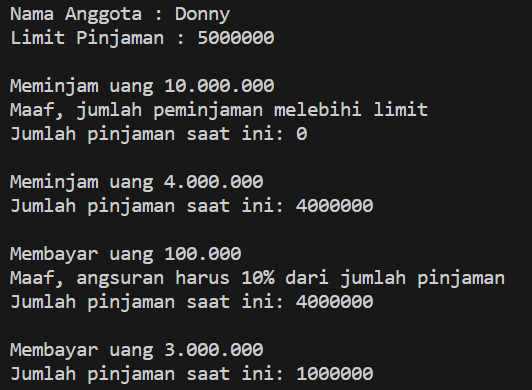 Nama Anggota : Donny
Limit Pinjaman : 5000000
Meminjam uang 10.000.000
Maaf, jumlah peminjaman melebihi limit
Jumlah pinjaman saat ini: 0
Meminjam uang 4.000.000
Jumlah pinjaman saat ini: 4000000
Membayar uang 100.000
Maaf, angsuran harus 10% dari jumlah pinjaman
Jumlah pinjaman saat ini: 4000000
Membayar uang 3.000.000
Jumlah pinjaman saat ini: 1000000